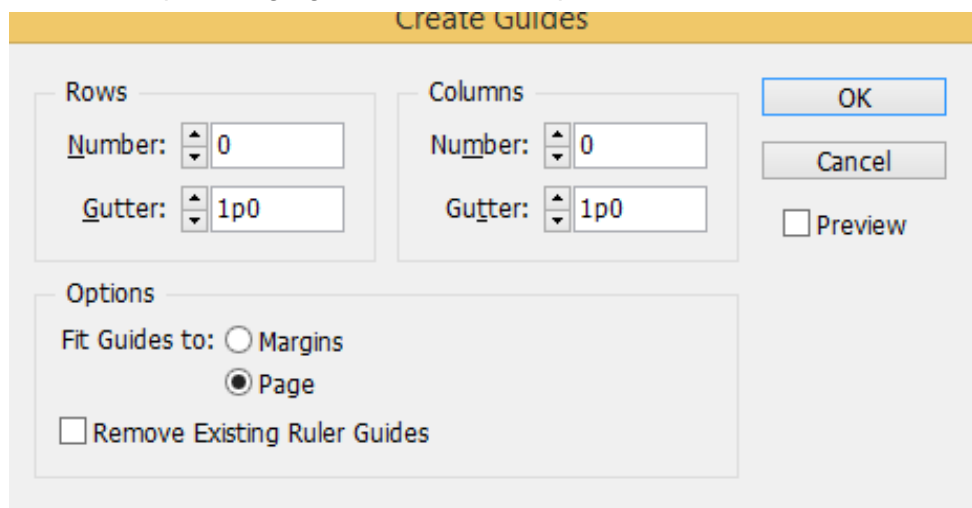 Create Guides
Rows
Number: 0
Gutter: 1p0
Columns
Number: 0
Gutter: 1p0
OK
Cancel
Preview
Options
Fit Guides to: Margins
Page
Remove Existing Ruler Guides